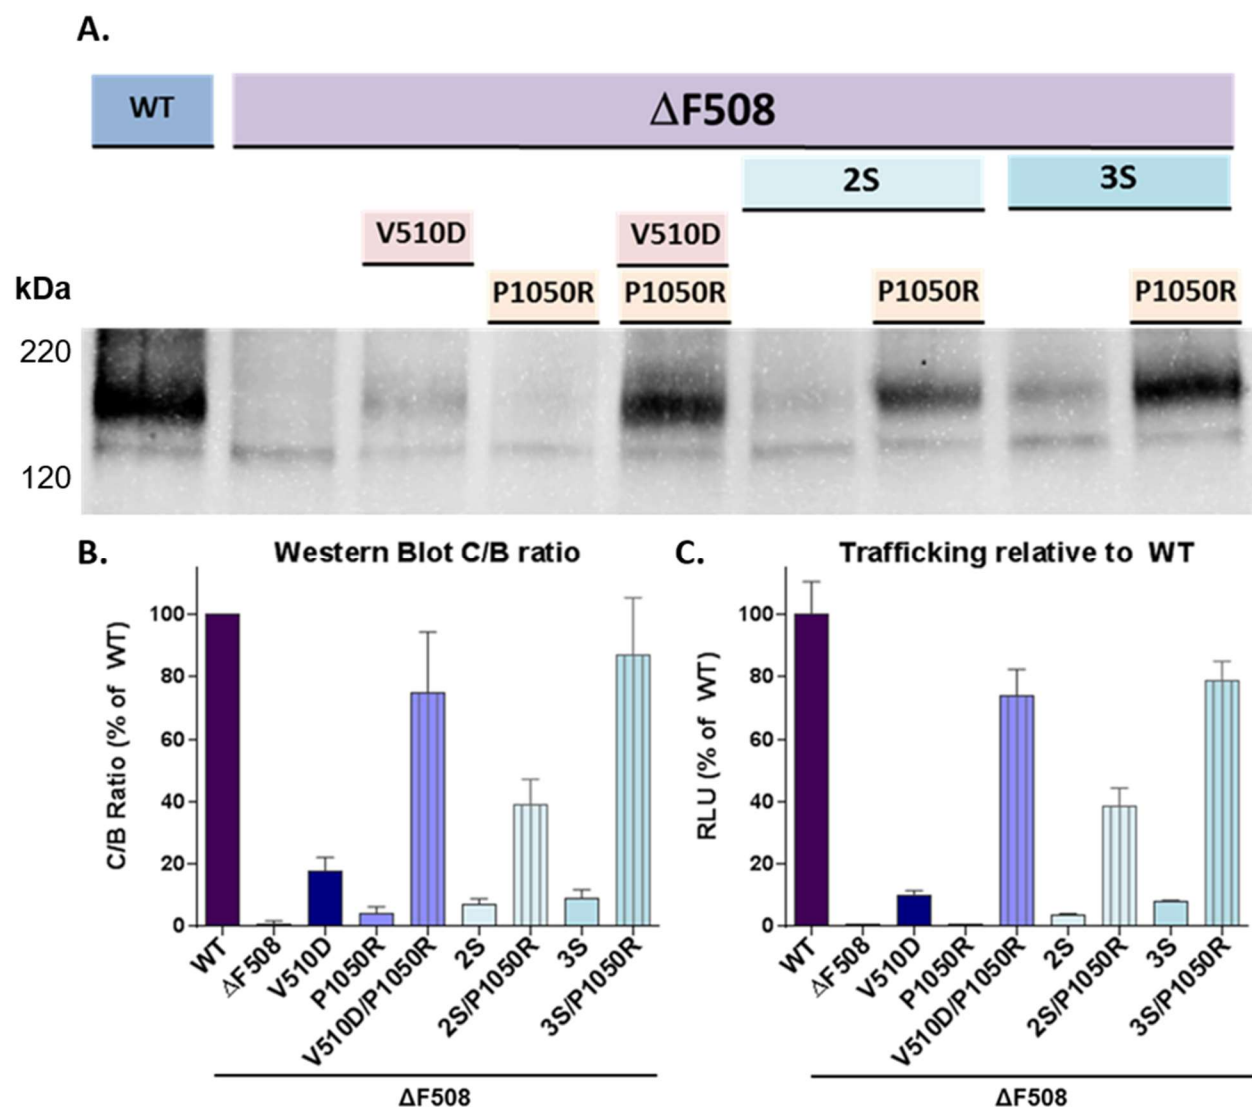 A.
WT
ΔF508
2S
3S
V510D
V510D
kDa
P1050R
P1050R
P1050R
P1050R
220
120
B.
Western Blot C/B ratio
C/B Ratio (% of WT)
100
80
60
40
20
0
WT
ΔF508
V510D
P1050R
V510D/P1050R
2S
2S/P1050R
3S
3S/P1050R
ΔF508
C.
Trafficking relative to WT
RLU (% of WT)
100
80
60
40
20
0
WT
ΔF508
V510D
P1050R
V510D/P1050R
2S
2S/P1050R
3S
3S/P1050R
ΔF508